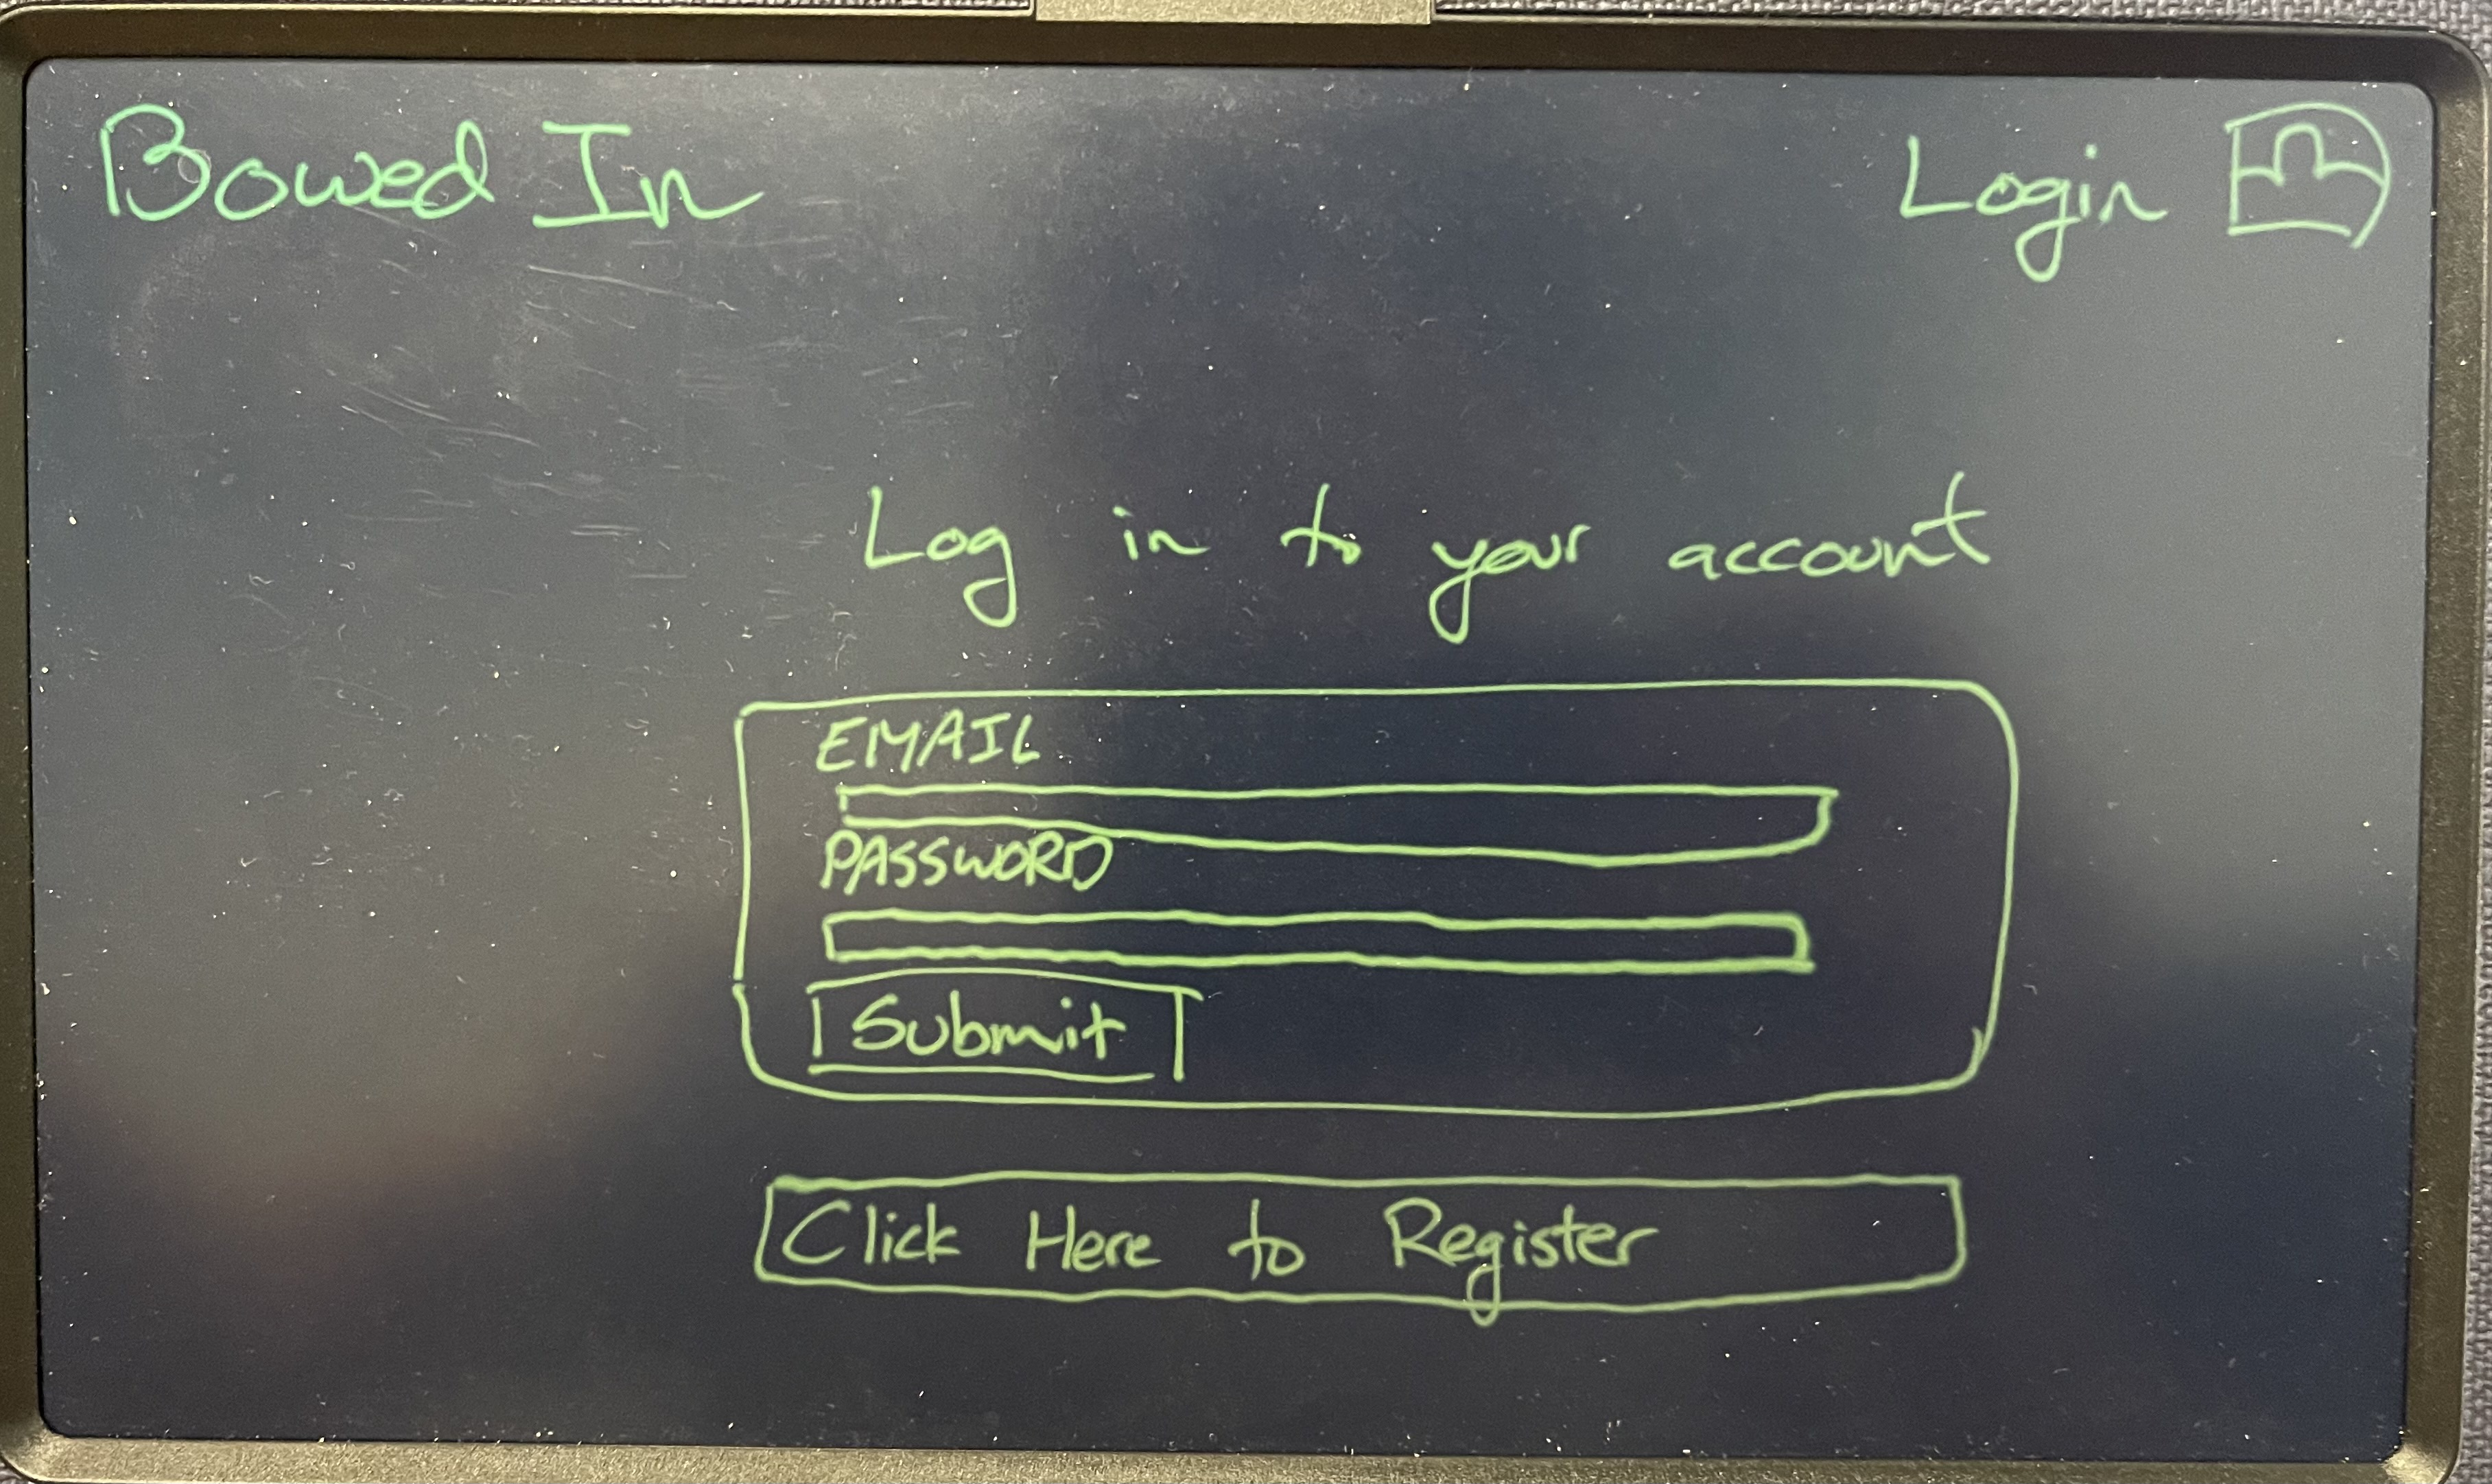 Bowed In
Login
Log in to your account
EMAIL
PASSWORD
Submit
Click Here to Register